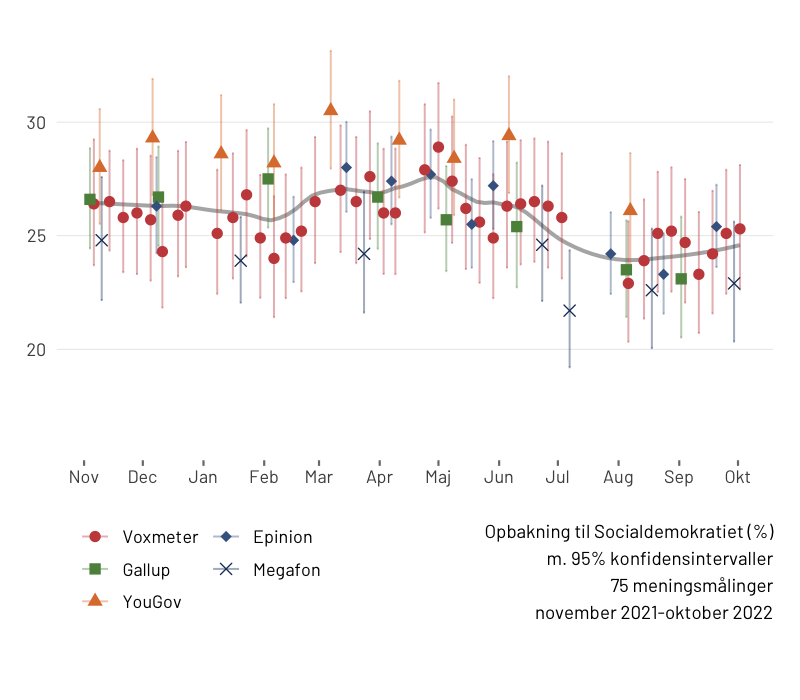 30
25
20
Nov Dec Jan Feb Mar Apr Maj Jun Jul Aug Sep Okt
Voxmeter Epinion
Gallup Megafon
YouGov
Opbakning til Socialdemokratiet (%)
m. 95% konfidensintervaller
75 meningsmålinger
november 2021-oktober 2022